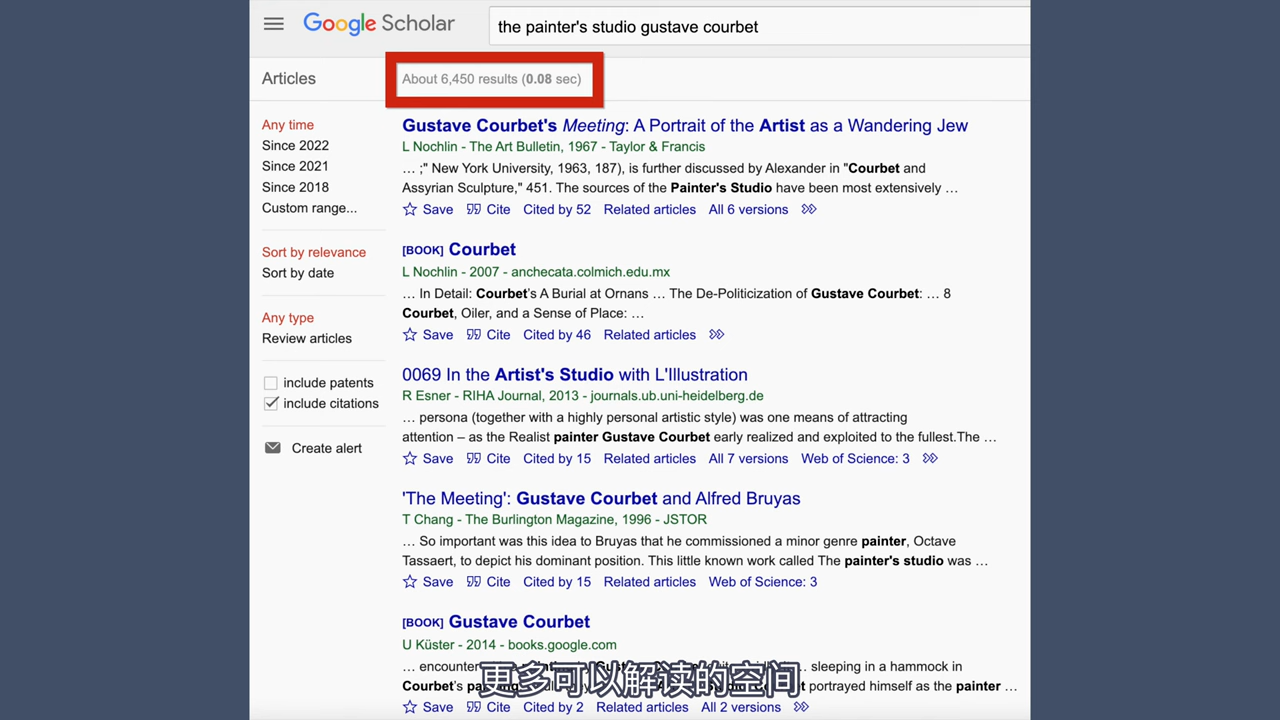 Google Scholar
the painter's studio gustave courbet
Articles
About 6,450 results (0.08 sec)
Any time
Since 2022
Since 2021
Since 2018
Custom range...
Sort by relevance
Sort by date
Any type
Review articles
include patents
include citations
Create alert
Gustave Courbet's Meeting: A Portrait of the Artist as a Wandering Jew
L Nochlin - The Art Bulletin, 1967 - Taylor & Francis
… ;" New York University, 1963, 187), is further discussed by Alexander in "Courbet and
Assyrian Sculpture," 451. The sources of the Painter's Studio have been most extensively …
Save Cite Cited by 52 Related articles All 6 versions
[BOOK] Courbet
L Nochlin - 2007 - anchecata.colmich.edu.mx
… In Detail: Courbet's A Burial at Ornans … The De-Politicization of Gustave Courbet: … 8
Courbet, Oiler, and a Sense of Place: …
Save Cite Cited by 46 Related articles
0069 In the Artist's Studio with L'Illustration
R Esner - RIHA Journal, 2013 - journals.ub.uni-heidelberg.de
… persona (together with a highly personal artistic style) was one means of attracting
attention – as the Realist painter Gustave Courbet early realized and exploited to the fullest.The …
Save Cite Cited by 15 Related articles All 7 versions Web of Science: 3
'The Meeting': Gustave Courbet and Alfred Bruyas
T Chang - The Burlington Magazine, 1996 - JSTOR
… So important was this idea to Bruyas that he commissioned a minor genre painter, Octave
Tassaert, to depict his dominant position. This little known work called The painter's studio was …
Save Cite Cited by 15 Related articles Web of Science: 3
[BOOK] Gustave Courbet
U Küster - 2014 - books.google.com
… encounter sleeping in a hammock in
Courbet's portrayed himself as the painter …
更多可以解读的空间
Save Cite Cited by 2 Related articles All 2 versions